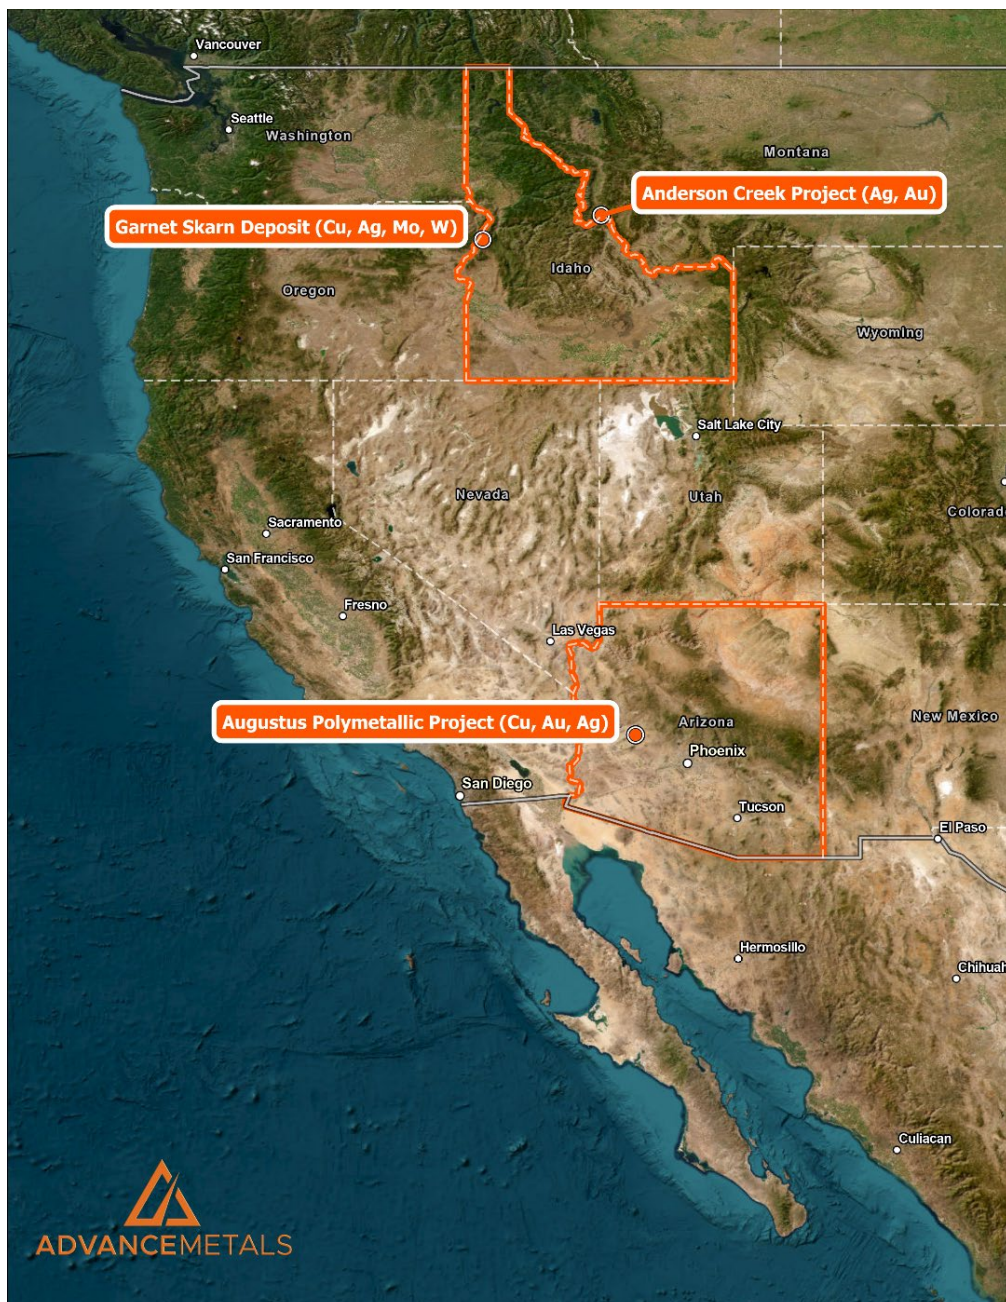 Vancouver
Seattle
Washington
Montana
Anderson Creek Project (Ag, Au)
Garnet Skarn Deposit (Cu, Ag, Mo, W)
Idaho
Oregon
Wyoming
Salt Lake City
Nevada
Utah
Colorad
Sacramento
San Francisco
Fresno
Las Vegas
Augustus Polymetallic Project (Cu, Au, Ag)
Arizona
New Mexico
Phoenix
San Diego
Tucson
El Paso
Hermosillo
Chihuah
Culiacan
ADVANCEMETALS